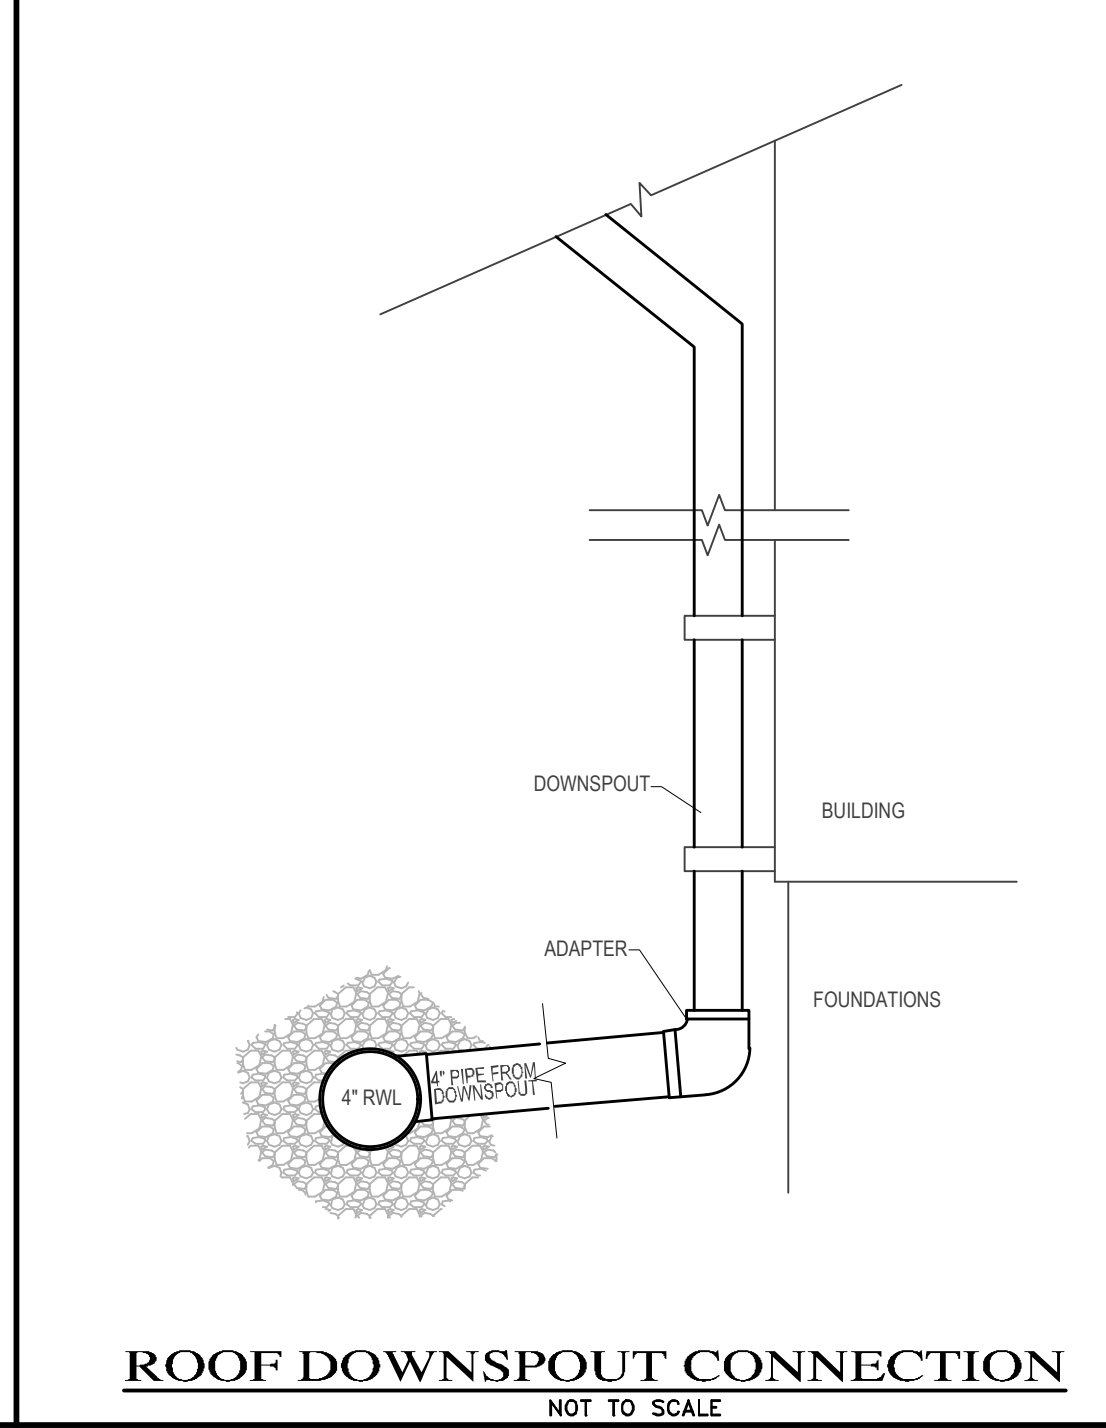 DOWNSPOUT
BUILDING
ADAPTER
FOUNDATIONS
4" PIPE FROM
DOWNSPOUT
4" RWL
ROOF DOWNSPOUT CONNECTION
NOT TO SCALE